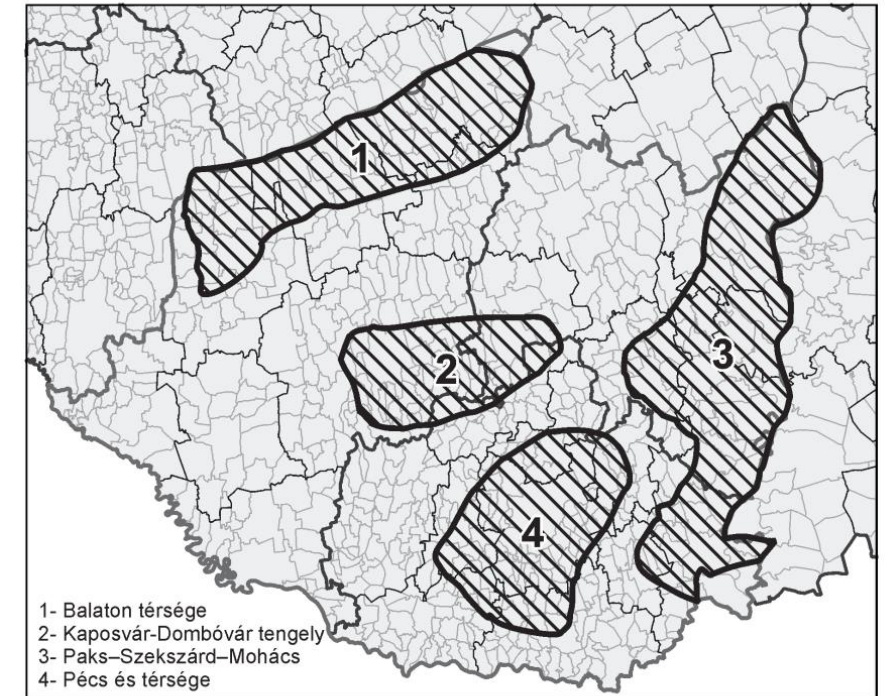 1
2
3
4
1- Balaton térsége
2- Kaposvár-Dombóvár tengely
3- Paks–Szekszárd–Mohács
4- Pécs és térsége